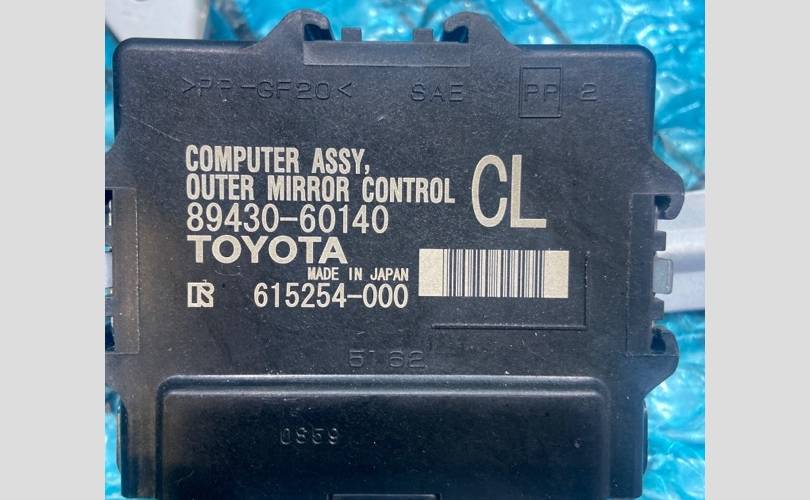 >PP-GF20< SAE PP 2
COMPUTER ASSY,
OUTER MIRROR CONTROL
CL
89430-60140
TOYOTA
MADE IN JAPAN
615254-000
5162
0859